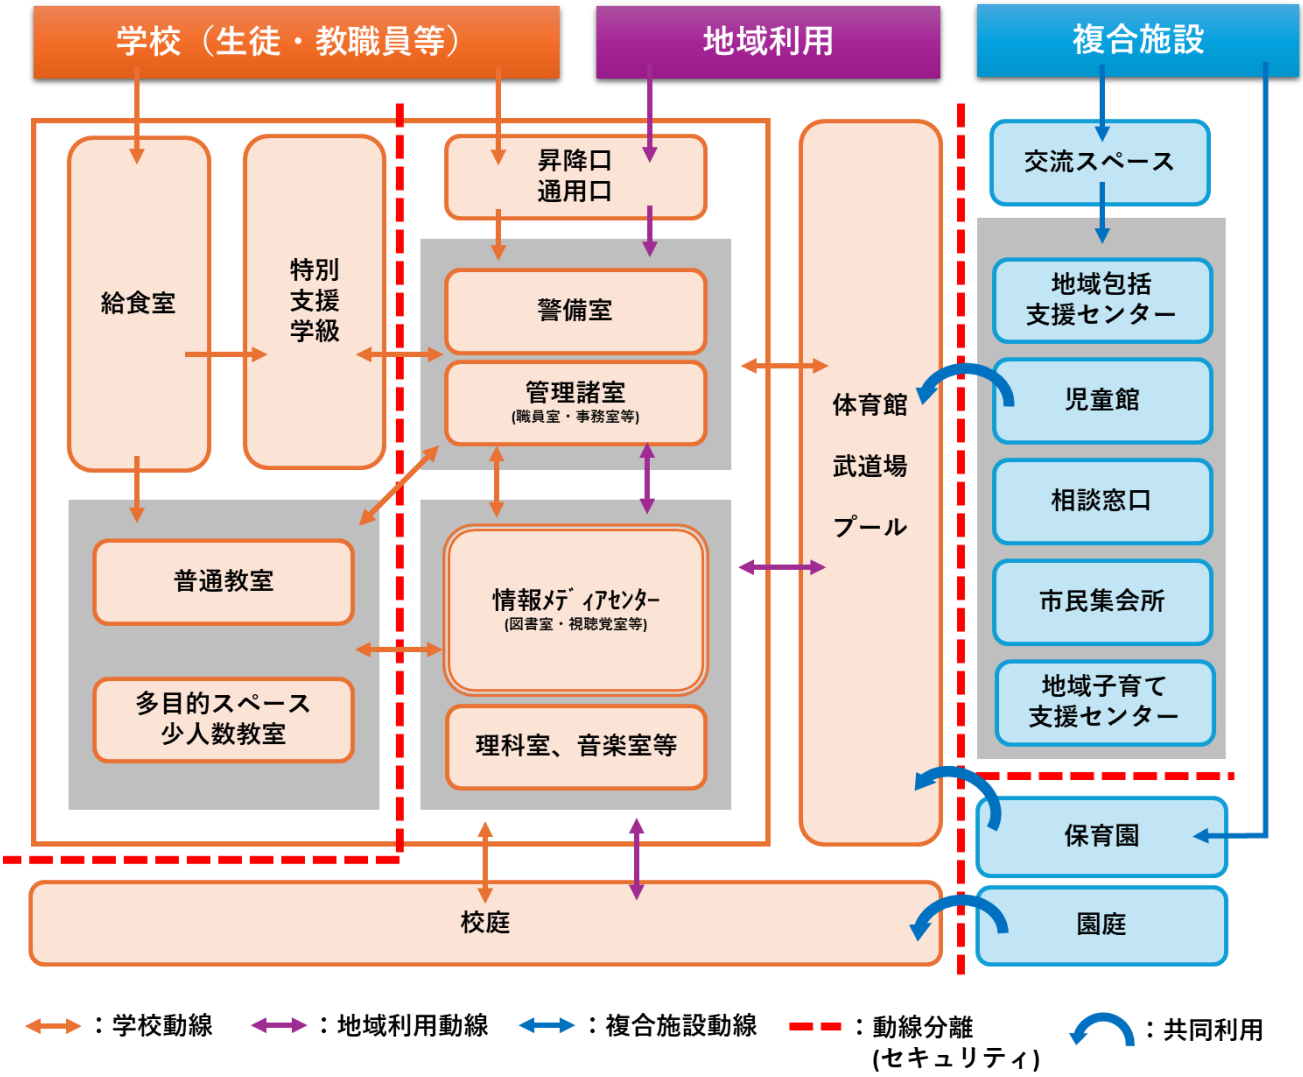 学校（生徒・教職員等）
地域利用
複合施設
昇降口
通用口
交流スペース
給食室
特別
支援
学級
警備室
管理諸室
(職員室・事務室等)
体育館
武道場
プール
地域包括
支援センター
児童館
相談窓口
市民集会所
地域子育て
支援センター
普通教室
多目的スペース
少人数教室
情報ﾒﾃﾞｨｱｾﾝﾀｰ
(図書室・視聴覚室等)
理科室、音楽室等
保育園
校庭
園庭
：学校動線
：地域利用動線
：複合施設動線
：動線分離
(セキュリティ)
：共同利用